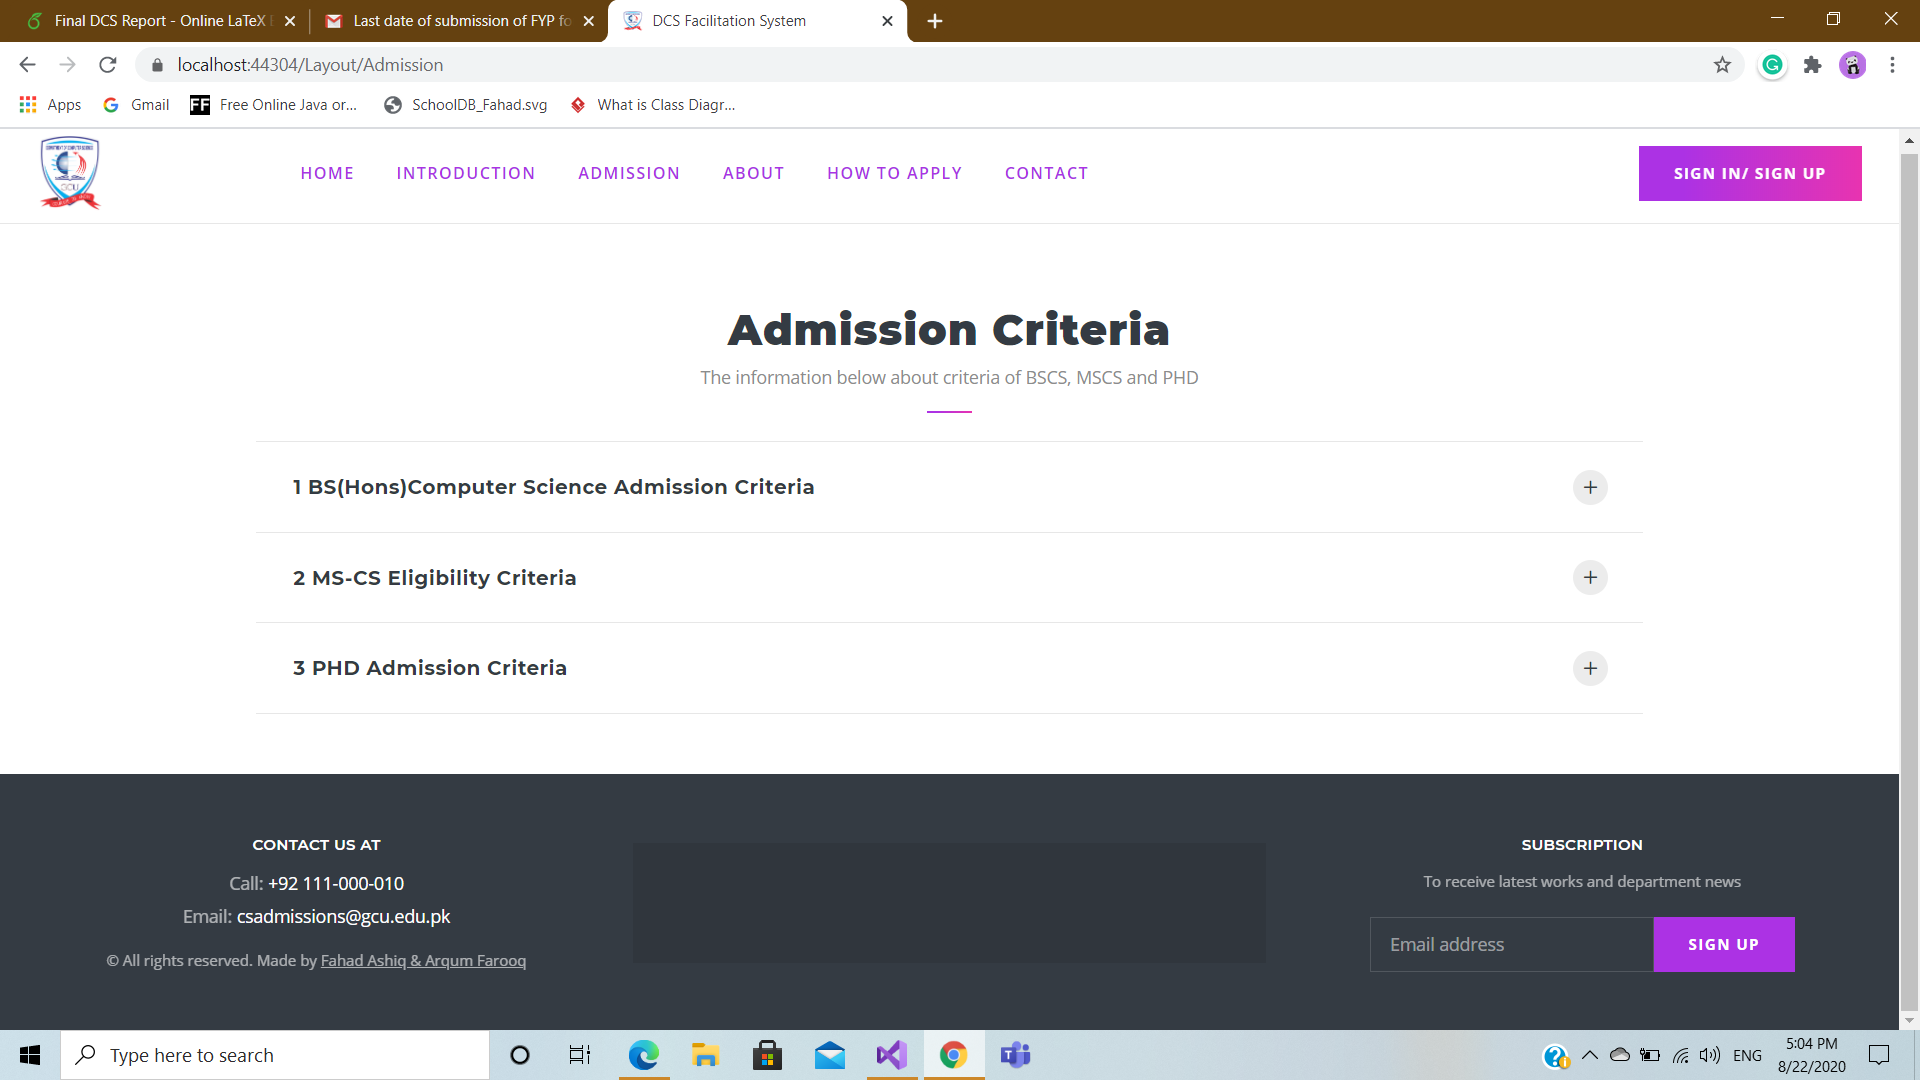 Final DCS Report - Online LaTeX E
Last date of submission of FYP fo
DCS Facilitation System
localhost:44304/Layout/Admission
Apps
Gmail
FF
Free Online Java or...
SchoolDB_Fahad.svg
What is Class Diagr...
DEPARTMENT OF COMPUTER SCIENCE
GCU
HOME
INTRODUCTION
ADMISSION
ABOUT
HOW TO APPLY
CONTACT
SIGN IN/ SIGN UP
Admission Criteria
The information below about criteria of BSCS, MSCS and PHD
1 BS(Hons)Computer Science Admission Criteria
2 MS-CS Eligibility Criteria
3 PHD Admission Criteria
CONTACT US AT
Call: +92 111-000-010
Email: csadmissions@gcu.edu.pk
© All rights reserved. Made by Fahad Ashiq & Arqum Farooq
SUBSCRIPTION
To receive latest works and department news
Email address
SIGN UP
Type here to search
ENG
5:04 PM
8/22/2020